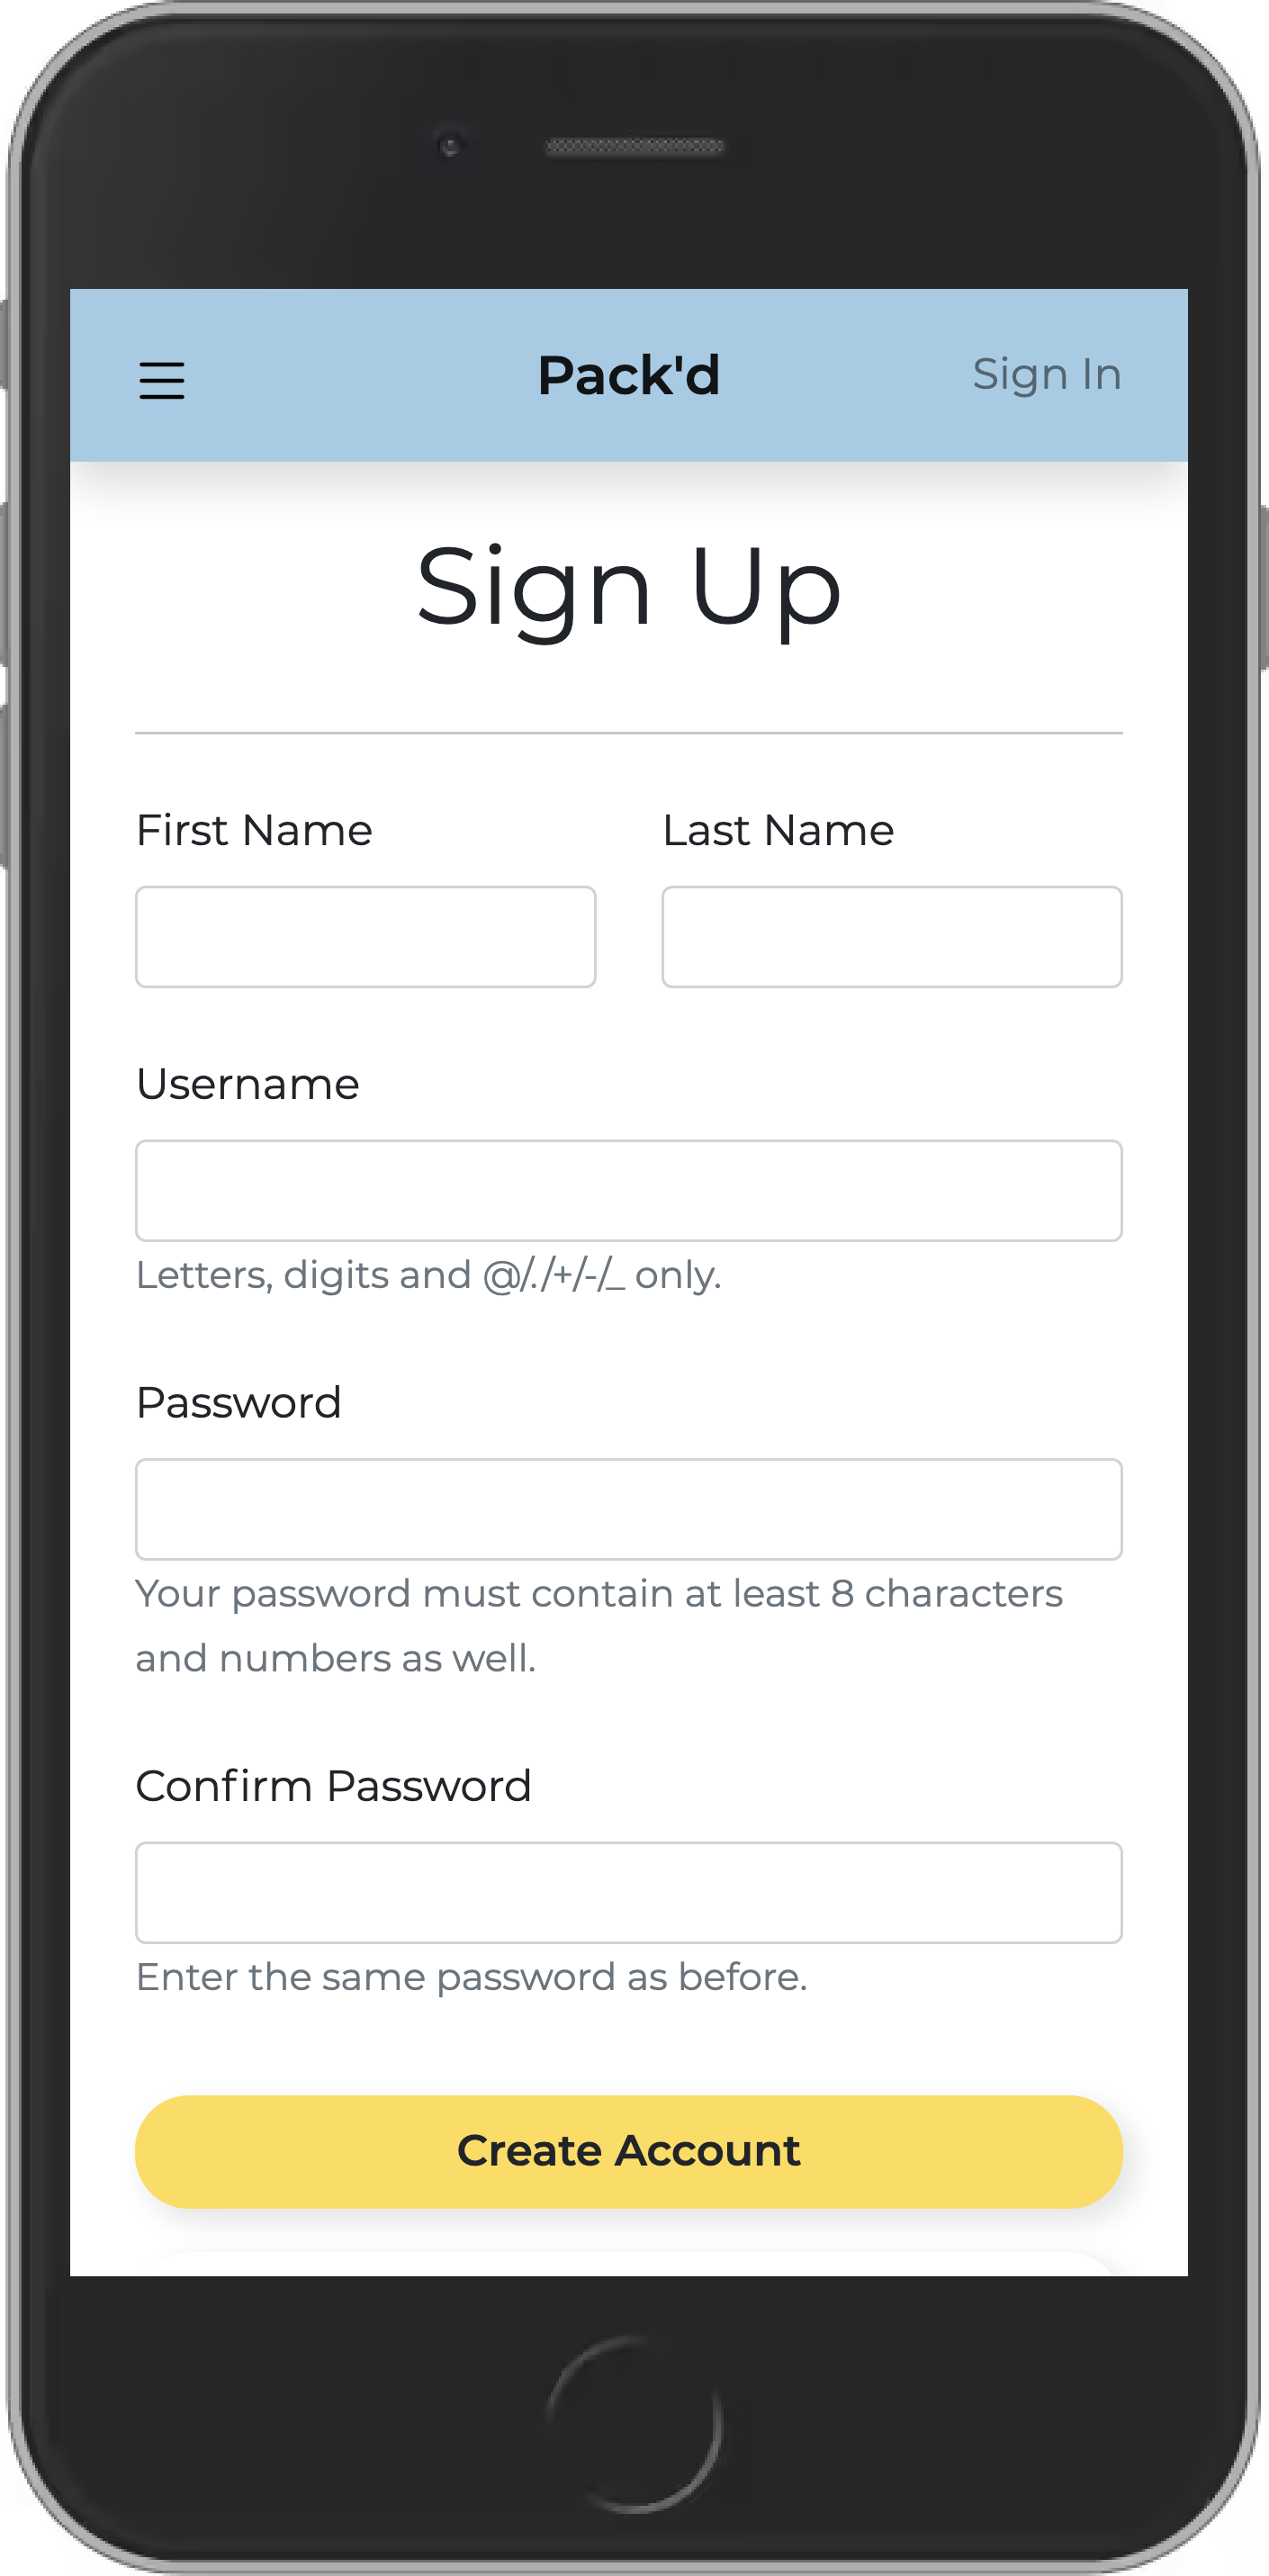 Pack'd
Sign In
Sign Up
First Name
Last Name
Username
Letters, digits and @/./+/-/_ only.
Password
Your password must contain at least 8 characters
and numbers as well.
Confirm Password
Enter the same password as before.
Create Account